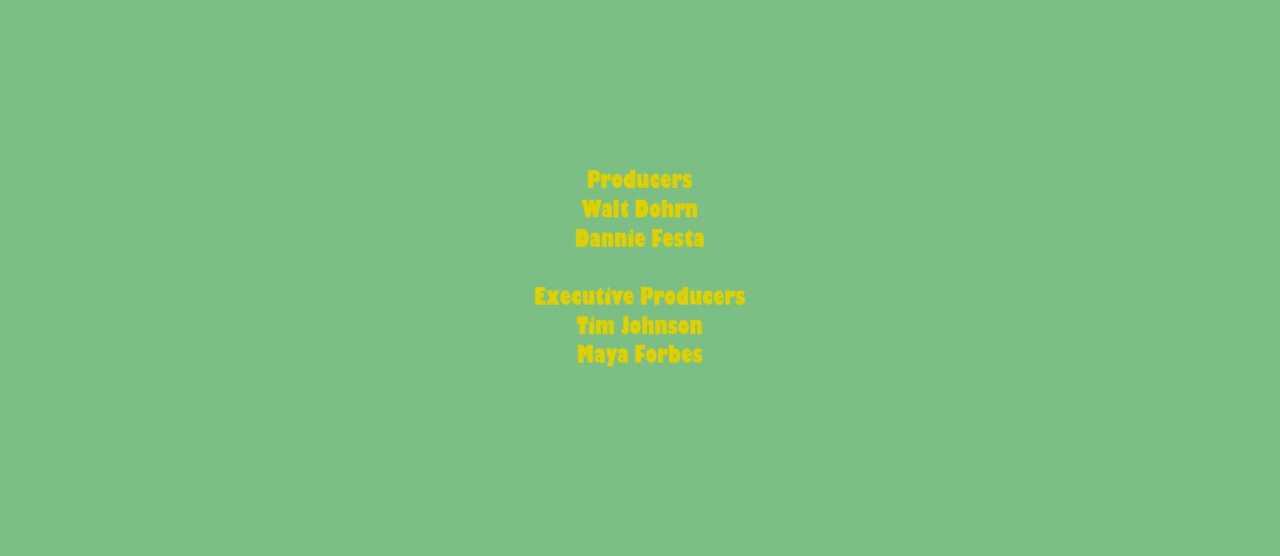 Producers
Walt Dohrn
Dannie Festa
Executive Producers
Tim Johnson
Maya Forbes